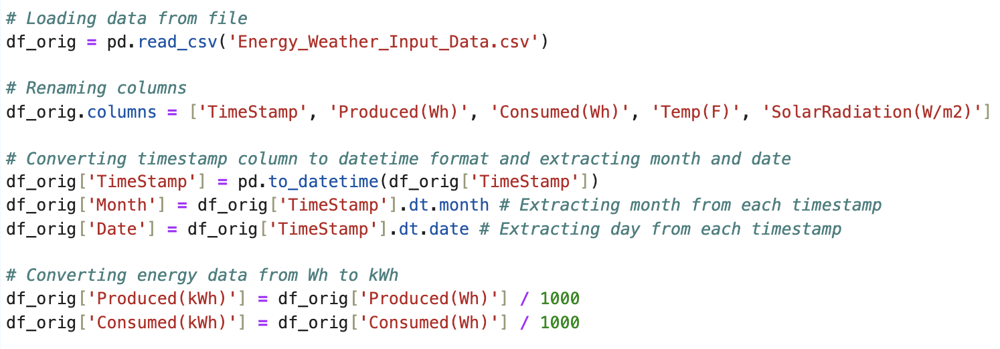 # Loading data from file
df_orig = pd.read_csv('Energy_Weather_Input_Data.csv')
# Renaming columns
df_orig.columns = ['TimeStamp', 'Produced(Wh)', 'Consumed(Wh)', 'Temp(F)', 'SolarRadiation(W/m2)']
# Converting timestamp column to datetime format and extracting month and date
df_orig['TimeStamp'] = pd.to_datetime(df_orig['TimeStamp'])
df_orig['Month'] = df_orig['TimeStamp'].dt.month # Extracting month from each timestamp
df_orig['Date'] = df_orig['TimeStamp'].dt.date # Extracting day from each timestamp
# Converting energy data from Wh to kWh
df_orig['Produced(kWh)'] = df_orig['Produced(Wh)'] / 1000
df_orig['Consumed(kWh)'] = df_orig['Consumed(Wh)'] / 1000